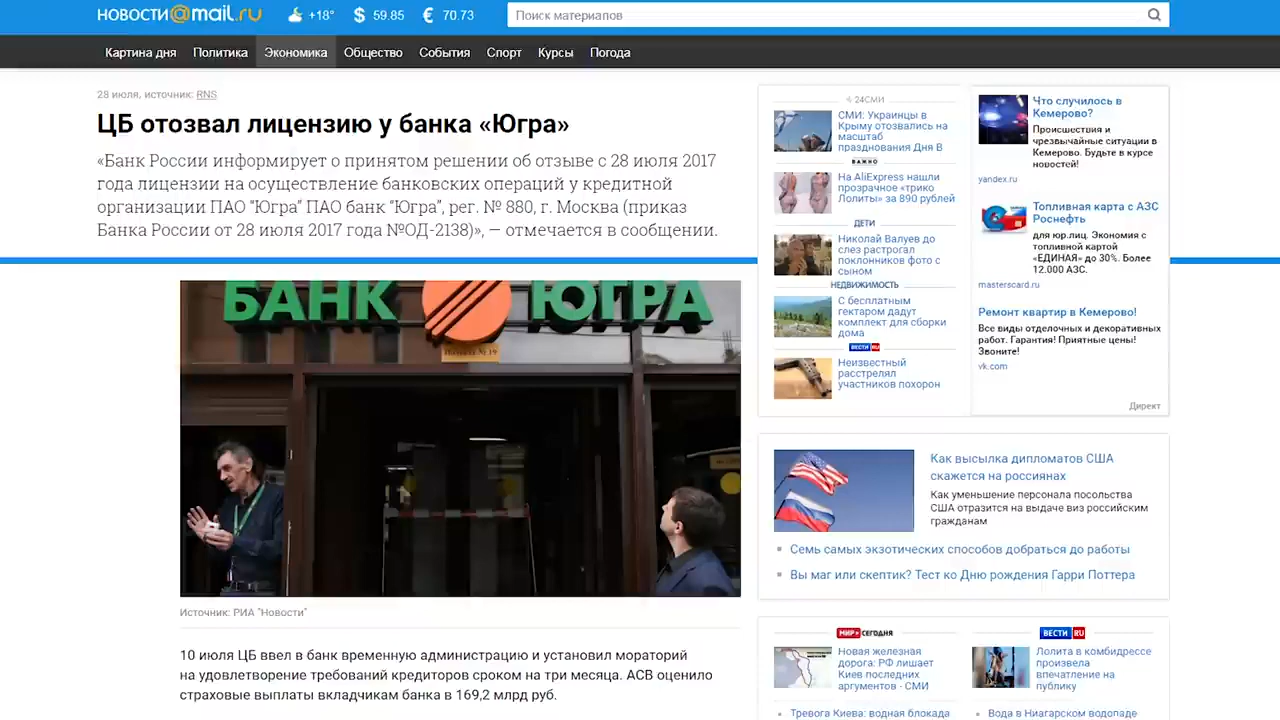 НОВОСТИ@mail.ru +18° $ 59.85 € 70.73 Поиск материалов
Картина дня Политика Экономика Общество События Спорт Курсы Погода
28 июля, источник: RNS
ЦБ отозвал лицензию у банка «Югра»
«Банк России информирует о принятом решении об отзыве с 28 июля 2017
года лицензии на осуществление банковских операций у кредитной
организации ПАО "Югра" ПАО банк "Югра", рег. № 880, г. Москва (приказ
Банка России от 28 июля 2017 года №ОД-2138)», — отмечается в сообщении.
БАНК ЮГРА
Источник: РИА "Новости"
10 июля ЦБ ввел в банк временную администрацию и установил мораторий
на удовлетворение требований кредиторов сроком на три месяца. АСВ оценило
страховые выплаты вкладчикам банка в 169,2 млрд руб.
24СМИ
СМИ: Украинцы в
Крыму отозвались на
масштаб
празднования Дня В
ВАЖНО
На AliExpress нашли
прозрачное «трико
Лолиты» за 890 рублей
ДЕТИ
Николай Валуев до
слез растрогал
поклонников фото с
сыном
НЕДВИЖИМОСТЬ
С бесплатным
гектаром дадут
комплект для сборки
дома
ВЕСТИ RU
Неизвестный
расстрелял
участников похорон
Что случилось в
Кемерово?
Происшествия и
чрезвычайные ситуации в
Кемерово. Будьте в курсе
новостей!
yandex.ru
Топливная карта с АЗС
Роснефть
для юр.лиц. Экономия с
топливной картой
«ЕДИНАЯ» до 30%. Более
12.000 АЗС.
masterscard.ru
Ремонт квартир в Кемерово!
Все виды отделочных и декоративных
работ. Гарантия! Приятные цены!
Звоните!
vk.com
Директ
Как высылка дипломатов США
скажется на россиянах
Как уменьшение персонала посольства
США отразится на выдаче виз российским
гражданам
Семь самых экзотических способов добраться до работы
Вы маг или скептик? Тест ко Дню рождения Гарри Поттера
МИР СЕГОДНЯ
Новая железная
дорога: РФ лишает
Киев последних
аргументов - СМИ
Тревога Киева: водная блокада
ВЕСТИ RU
Лолита в комбидрессе
произвела
впечатление на
публику
Вода в Ниагарском водопаде